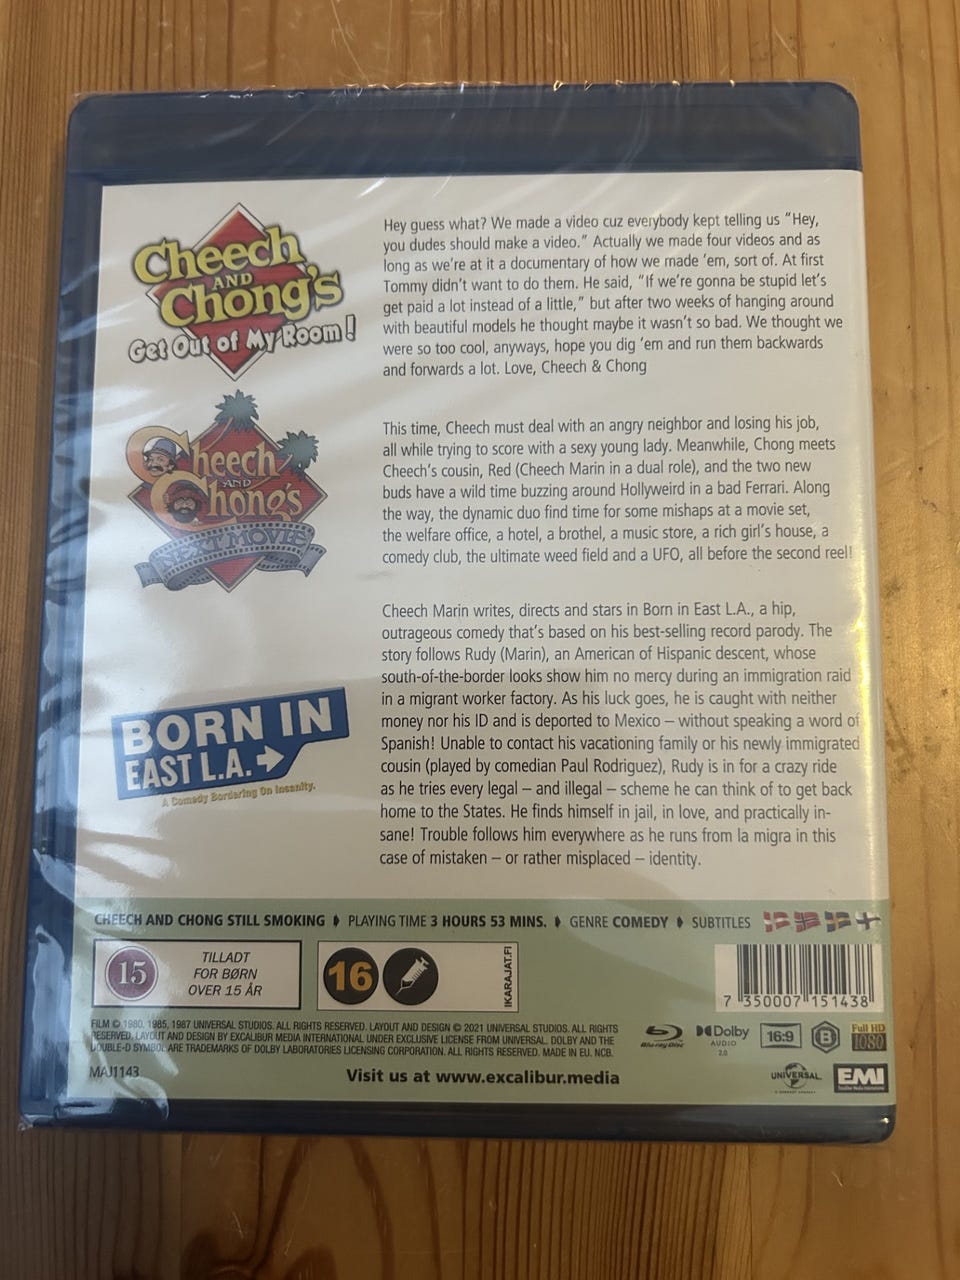 Cheech
AND
Chong's
Get Out of My Room!
Hey guess what? We made a video cuz everybody kept telling us "Hey,
you dudes should make a video." Actually we made four videos and as
long as we're at it a documentary of how we made 'em, sort of. At first
Tommy didn't want to do them. He said, "If we're gonna be stupid let's
get paid a lot instead of a little," but after two weeks of hanging around
with beautiful models he thought maybe it wasn't so bad. We thought we
were so too cool, anyways, hope you dig 'em and run them backwards
and forwards a lot. Love, Cheech & Chong
Cheech
AND
Chong's
NEXT MOVIE
This time, Cheech must deal with an angry neighbor and losing his job,
all while trying to score with a sexy young lady. Meanwhile, Chong meets
Cheech's cousin, Red (Cheech Marin in a dual role), and the two new
buds have a wild time buzzing around Hollyweird in a bad Ferrari. Along
the way, the dynamic duo find time for some mishaps at a movie set,
the welfare office, a hotel, a brothel, a music store, a rich girl's house, a
comedy club, the ultimate weed field and a UFO, all before the second reel!
BORN IN
EAST L.A.
A Comedy Bordering On Insanity.
Cheech Marin writes, directs and stars in Born in East L.A., a hip,
outrageous comedy that's based on his best-selling record parody. The
story follows Rudy (Marin), an American of Hispanic descent, whose
south-of-the-border looks show him no mercy during an immigration raid
in a migrant worker factory. As his luck goes, he is caught with neither
money nor his ID and is deported to Mexico – without speaking a word of
Spanish! Unable to contact his vacationing family or his newly immigrated
cousin (played by comedian Paul Rodriguez), Rudy is in for a crazy ride
as he tries every legal – and illegal – scheme he can think of to get back
home to the States. He finds himself in jail, in love, and practically in-
sane! Trouble follows him everywhere as he runs from la migra in this
case of mistaken – or rather misplaced – identity.
CHEECH AND CHONG STILL SMOKING PLAYING TIME 3 HOURS 53 MINS. GENRE COMEDY SUBTITLES
15
TILLADT
FOR BØRN
OVER 15 ÅR
16
IKARAJAT.FI
7 350007 151438
FILM © 1980, 1985, 1987 UNIVERSAL STUDIOS. ALL RIGHTS RESERVED. LAYOUT AND DESIGN © 2021 UNIVERSAL STUDIOS. ALL RIGHTS
RESERVED. LAYOUT AND DESIGN BY EXCALIBUR MEDIA INTERNATIONAL UNDER EXCLUSIVE LICENSE FROM UNIVERSAL. DOLBY AND THE
DOUBLE-D SYMBOL ARE TRADEMARKS OF DOLBY LABORATORIES LICENSING CORPORATION. ALL RIGHTS RESERVED. MADE IN EU. NCB.
Blu-ray Disc
Dolby
AUDIO
2.0
16:9
B
Full HD
1080
MAJ1143
Visit us at www.excalibur.media
UNIVERSAL
EMI